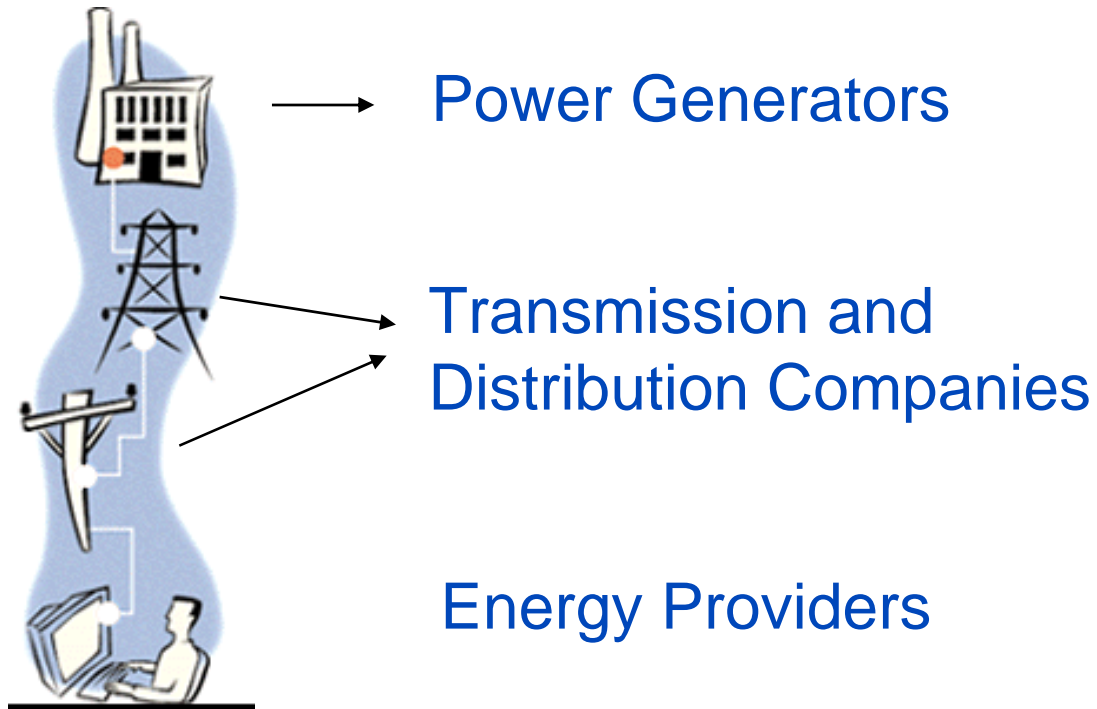 Power Generators
Transmission and
Distribution Companies
Energy Providers